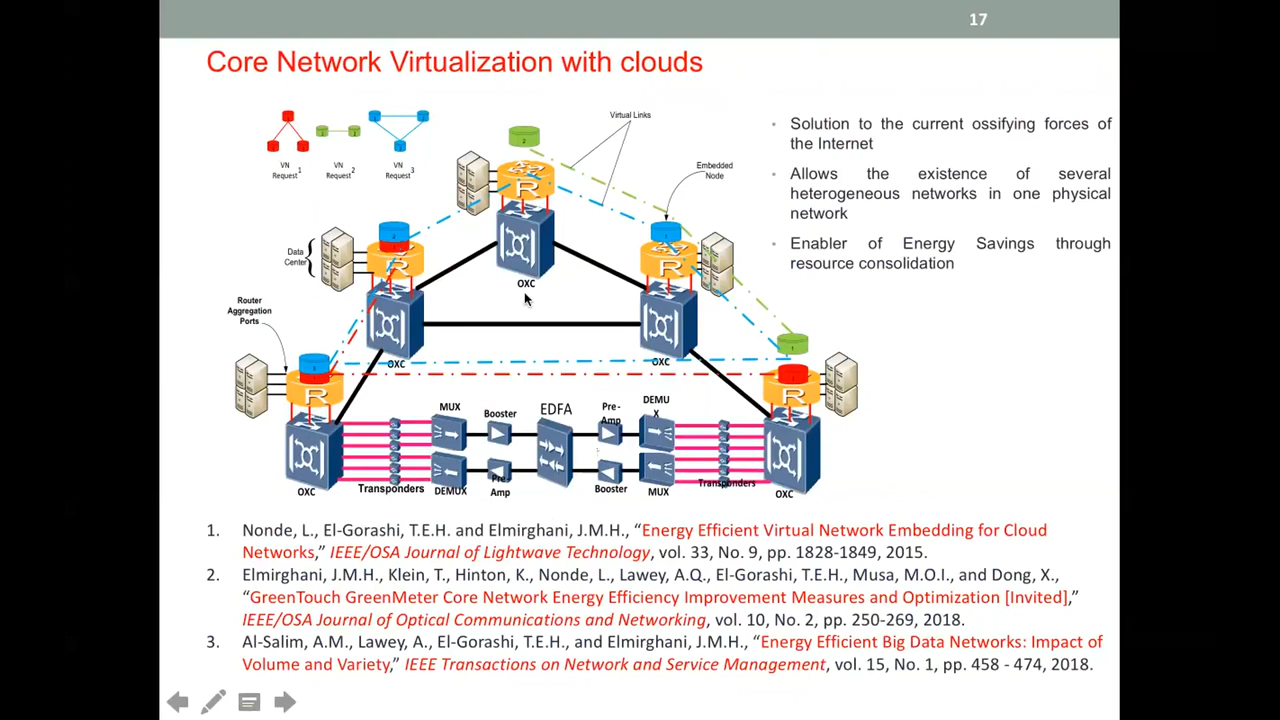 17
Core Network Virtualization with clouds
VN Request 1
VN Request 2
VN Request 3
Virtual Links
Embedded Node
Data Center
Router Aggregation Ports
2
1
R
R
R
R
R
OXC
OXC
OXC
OXC
OXC
1
1
MUX
Booster
EDFA
Pre-Amp
DEMUX
Transponders
DEMUX
Pre-Amp
Booster
MUX
Transponders
• Solution to the current ossifying forces of
the Internet
• Allows the existence of several
heterogeneous networks in one physical
network
• Enabler of Energy Savings through
resource consolidation
1. Nonde, L., El-Gorashi, T.E.H. and Elmirghani, J.M.H., “Energy Efficient Virtual Network Embedding for Cloud
Networks,” IEEE/OSA Journal of Lightwave Technology, vol. 33, No. 9, pp. 1828-1849, 2015.
2. Elmirghani, J.M.H., Klein, T., Hinton, K., Nonde, L., Lawey, A.Q., El-Gorashi, T.E.H., Musa, M.O.I., and Dong, X.,
“GreenTouch GreenMeter Core Network Energy Efficiency Improvement Measures and Optimization [Invited],”
IEEE/OSA Journal of Optical Communications and Networking, vol. 10, No. 2, pp. 250-269, 2018.
3. Al-Salim, A.M., Lawey, A., El-Gorashi, T.E.H., and Elmirghani, J.M.H., “Energy Efficient Big Data Networks: Impact of
Volume and Variety,” IEEE Transactions on Network and Service Management, vol. 15, No. 1, pp. 458 - 474, 2018.